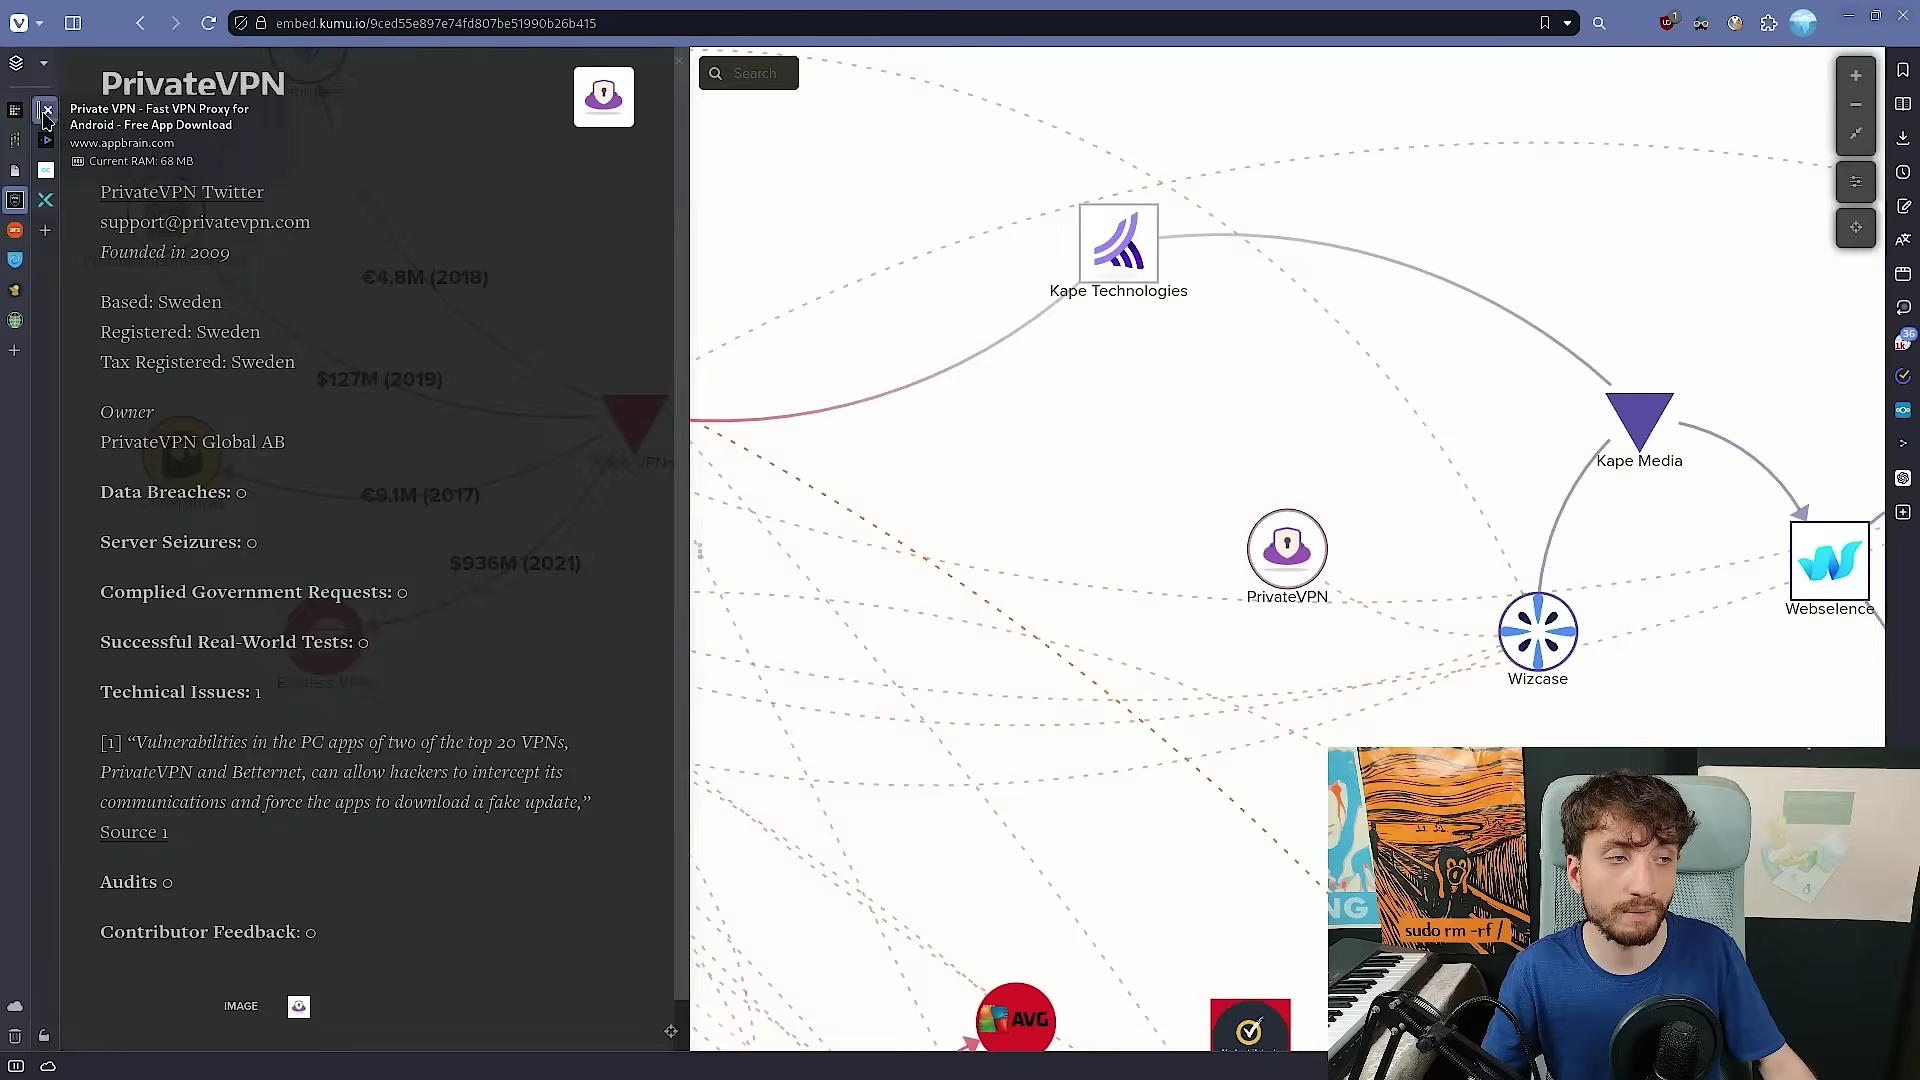 embed.kumu.io/9ced55e897e74fd807be51990b26b415
1
PrivateVPN
Private VPN - Fast VPN Proxy for
Android - Free App Download
www.appbrain.com
Current RAM: 68 MB
PrivateVPN Twitter
support@privatevpn.com
Founded in 2009
€4.8M (2018)
Based: Sweden
Registered: Sweden
Tax Registered: Sweden
$127M (2019)
Owner
PrivateVPN Global AB
Data Breaches: 0
€9.1M (2017)
Server Seizures: 0
$936M (2021)
Complied Government Requests: 0
Successful Real-World Tests: 0
Technical Issues: 1
[1] “Vulnerabilities in the PC apps of two of the top 20 VPNs,
PrivateVPN and Betternet, can allow hackers to intercept its
communications and force the apps to download a fake update,”
Source 1
Audits 0
Contributor Feedback: 0
IMAGE
Search
Kape Technologies
Kape Media
PrivateVPN
Webselence
Wizcase
AVG
ars
36
1k
NG
sudo rm -rf /